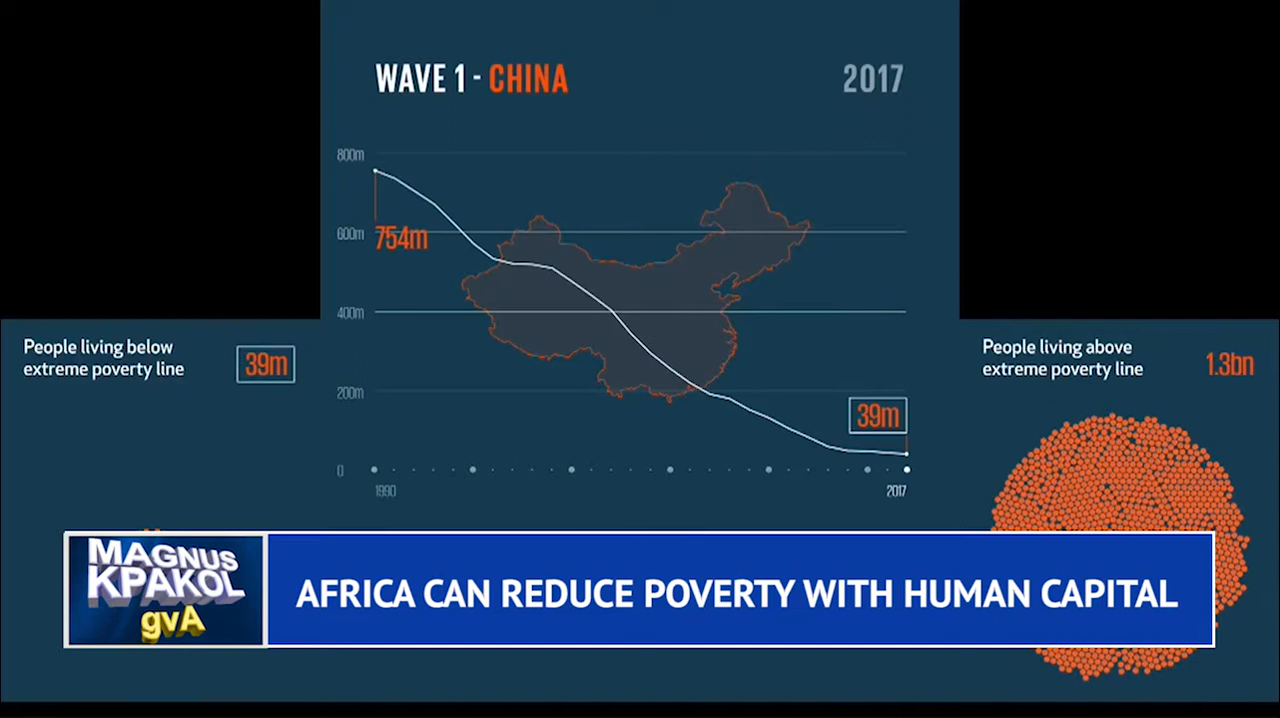 WAVE 1 - CHINA
2017
800m
600m
754m
400m
200m
39m
0
1990
2017
People living below
extreme poverty line
39m
People living above
extreme poverty line
1.3bn
MAGNUS
KPAKOL
gvA
AFRICA CAN REDUCE POVERTY WITH HUMAN CAPITAL